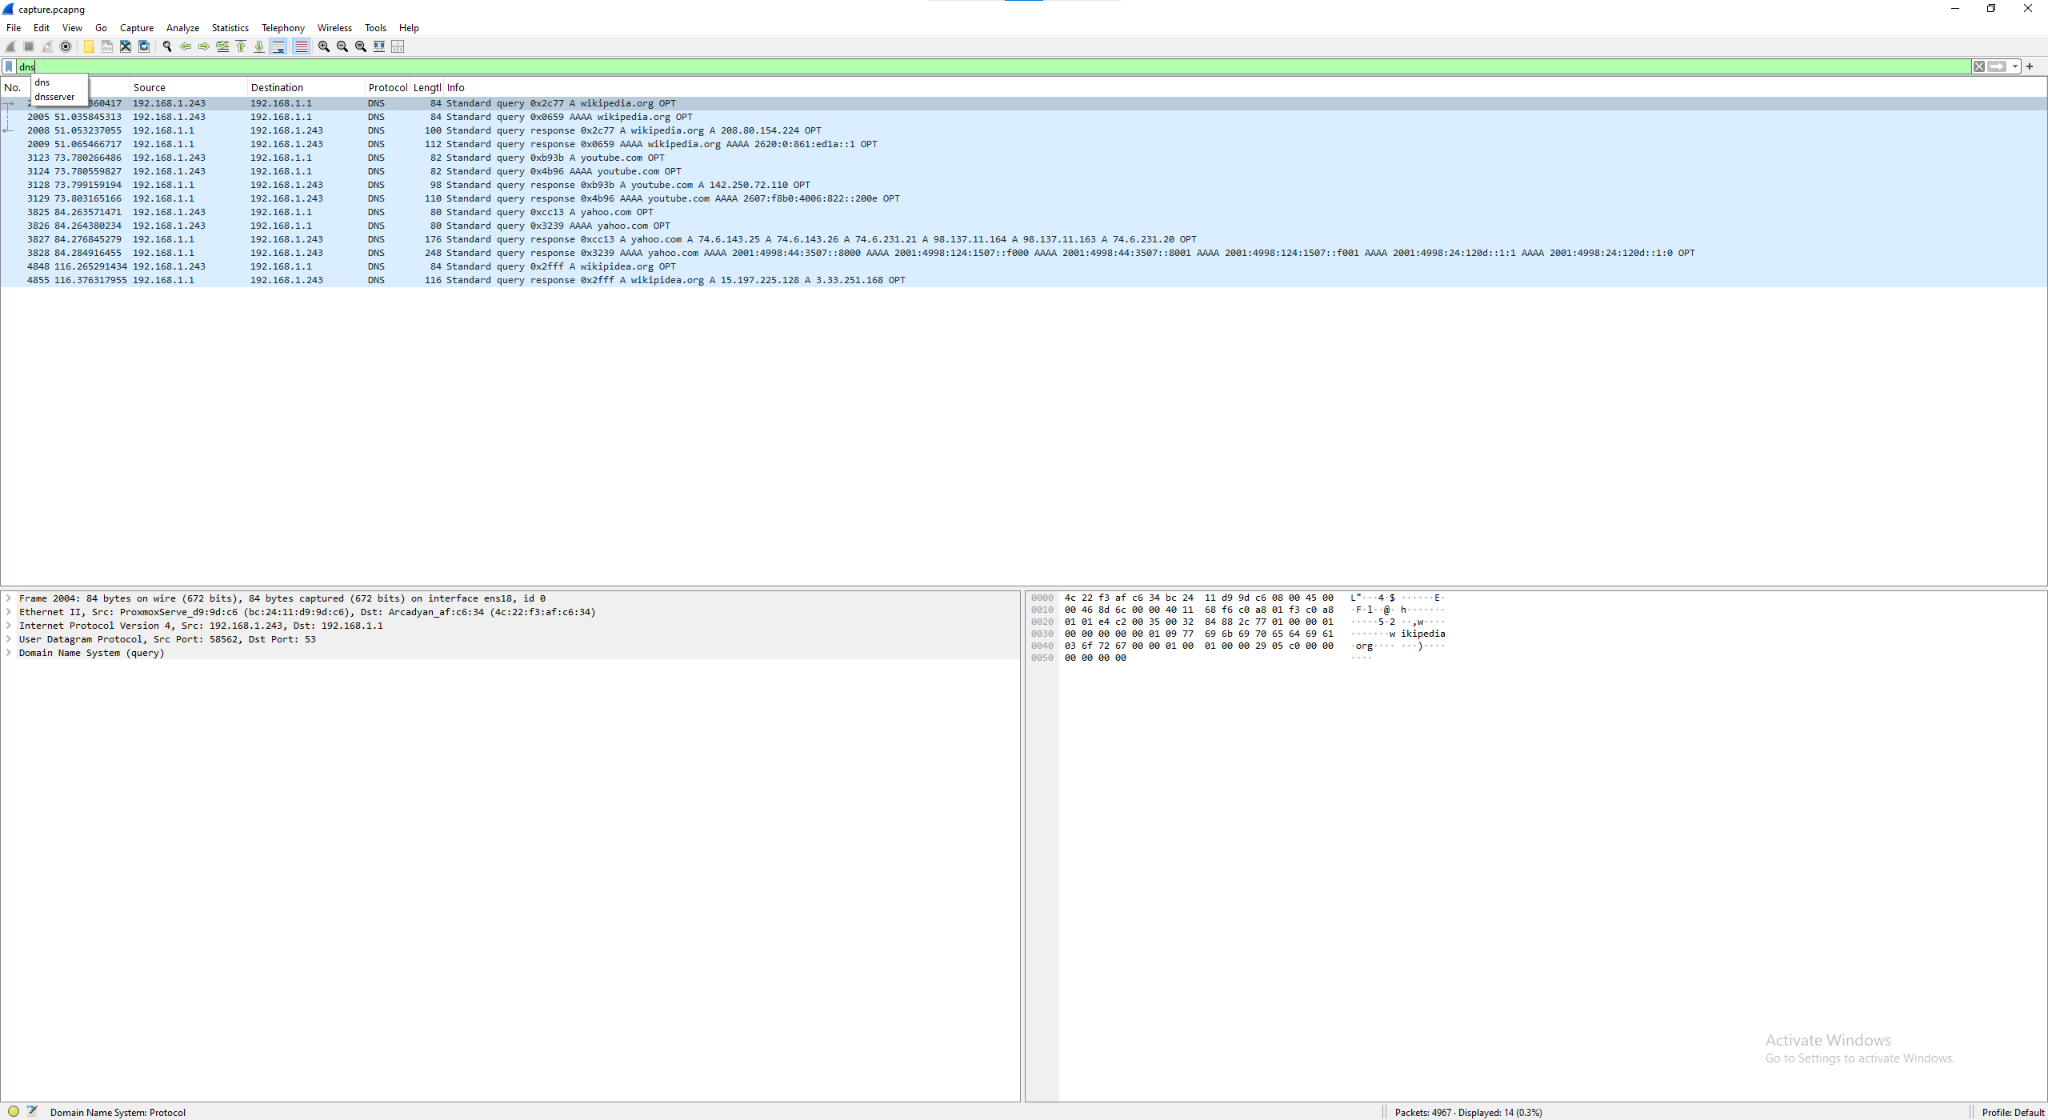 capture.pcapng
File Edit View Go Capture Analyze Statistics Telephony Wireless Tools Help
dns
dns
dnsserver
No. Source Destination Protocol Lengtl Info
360417 192.168.1.243 192.168.1.1 DNS 84 Standard query 0x2c77 A wikipedia.org OPT
2005 51.035845313 192.168.1.243 192.168.1.1 DNS 84 Standard query 0x0659 AAAA wikipedia.org OPT
2008 51.053237055 192.168.1.1 192.168.1.243 DNS 100 Standard query response 0x2c77 A wikipedia.org A 208.80.154.224 OPT
2009 51.065466717 192.168.1.1 192.168.1.243 DNS 112 Standard query response 0x0659 AAAA wikipedia.org AAAA 2620:0:861:ed1a::1 OPT
3123 73.780266486 192.168.1.243 192.168.1.1 DNS 82 Standard query 0xb93b A youtube.com OPT
3124 73.780559827 192.168.1.243 192.168.1.1 DNS 82 Standard query 0x4b96 AAAA youtube.com OPT
3128 73.799159194 192.168.1.1 192.168.1.243 DNS 98 Standard query response 0xb93b A youtube.com A 142.250.72.110 OPT
3129 73.803165166 192.168.1.1 192.168.1.243 DNS 110 Standard query response 0x4b96 AAAA youtube.com AAAA 2607:f8b0:4006:822::200e OPT
3825 84.263571471 192.168.1.243 192.168.1.1 DNS 80 Standard query 0xcc13 A yahoo.com OPT
3826 84.264380234 192.168.1.243 192.168.1.1 DNS 80 Standard query 0x3239 AAAA yahoo.com OPT
3827 84.276845279 192.168.1.1 192.168.1.243 DNS 176 Standard query response 0xcc13 A yahoo.com A 74.6.143.25 A 74.6.143.26 A 74.6.231.21 A 98.137.11.164 A 98.137.11.163 A 74.6.231.20 OPT
3828 84.284916455 192.168.1.1 192.168.1.243 DNS 248 Standard query response 0x3239 AAAA yahoo.com AAAA 2001:4998:44:3507::8000 AAAA 2001:4998:124:1507::f000 AAAA 2001:4998:44:3507::8001 AAAA 2001:4998:124:1507::f001 AAAA 2001:4998:24:120d::1:1 AAAA 2001:4998:24:120d::1:0 OPT
4848 116.265291434 192.168.1.243 192.168.1.1 DNS 84 Standard query 0x2fff A wikipidea.org OPT
4855 116.376317955 192.168.1.1 192.168.1.243 DNS 116 Standard query response 0x2fff A wikipidea.org A 15.197.225.128 A 3.33.251.168 OPT
Frame 2004: 84 bytes on wire (672 bits), 84 bytes captured (672 bits) on interface ens18, id 0
Ethernet II, Src: ProxmoxServe_d9:9d:c6 (bc:24:11:d9:9d:c6), Dst: Arcadyan_af:c6:34 (4c:22:f3:af:c6:34)
Internet Protocol Version 4, Src: 192.168.1.243, Dst: 192.168.1.1
User Datagram Protocol, Src Port: 58562, Dst Port: 53
Domain Name System (query)
0000 4c 22 f3 af c6 34 bc 24 11 d9 9d c6 08 00 45 00 L"···4·$ ······E·
0010 00 46 8d 6c 00 00 40 11 68 f6 c0 a8 01 f3 c0 a8 ·F·l··@· h·······
0020 01 01 e4 c2 00 35 00 32 84 88 2c 77 01 00 00 01 ·····5·2 ··,w····
0030 00 00 00 00 00 01 09 77 69 6b 69 70 65 64 69 61 ·······w ikipedia
0040 03 6f 72 67 00 00 01 00 01 00 00 29 05 c0 00 00 ·org···· ···)····
0050 00 00 00 00 ····
Activate Windows
Go to Settings to activate Windows.
Domain Name System: Protocol Packets: 4967 · Displayed: 14 (0.3%) Profile: Default